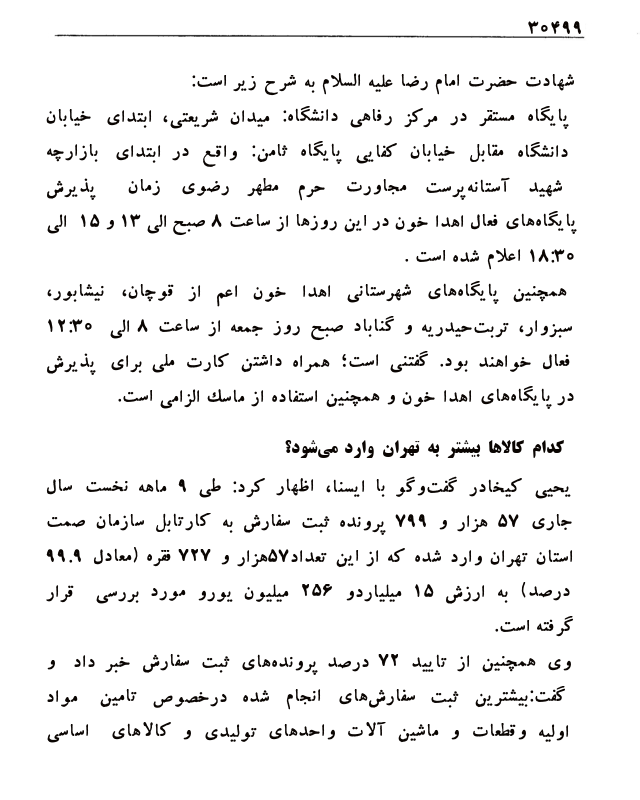 ۳۰۴۹۹
شهادت حضرت امام رضا علیه السلام به شرح زیر است:
پایگاه مستقر در مرکز رفاهی دانشگاه: میدان شریعتی، ابتدای خیابان
دانشگاه مقابل خیابان کفایی پایگاه ثامن: واقع در ابتدای بازارچه
شهید آستانه‌پرست مجاورت حرم مطهر رضوی زمان پذیرش
پایگاه‌های فعال اهدا خون در این روزها از ساعت ۸ صبح الی ۱۳ و ۱۵ الی
۱۸:۳۰ اعلام شده است .
همچنین پایگاه‌های شهرستانی اهدا خون اعم از قوچان، نیشابور،
سبزوار، تربت‌حیدریه و گناباد صبح روز جمعه از ساعت ۸ الی ۱۲:۳۰
فعال خواهند بود. گفتنی است؛ همراه داشتن کارت ملی برای پذیرش
در پایگاه‌های اهدا خون و همچنین استفاده از ماسك الزامی است.
کدام کالاها بیشتر به تهران وارد می‌شود؟
یحیی کیخادر گفت‌وگو با ایسنا، اظهار کرد: طی ۹ ماهه نخست سال
جاری ۵۷ هزار و ۷۹۹ پرونده ثبت سفارش به کارتابل سازمان صمت
استان تهران وارد شده که از این تعداد۵۷هزار و ۷۲۷ فقره (معادل ۹۹.۹
درصد) به ارزش ۱۵ میلیاردو ۲۵۶ میلیون یورو مورد بررسی قرار
گرفته است.
وی همچنین از تایید ۷۲ درصد پرونده‌های ثبت سفارش خبر داد و
گفت:بیشترین ثبت سفارش‌های انجام شده درخصوص تامین مواد
اولیه وقطعات و ماشین آلات واحدهای تولیدی و کالاهای اساسی